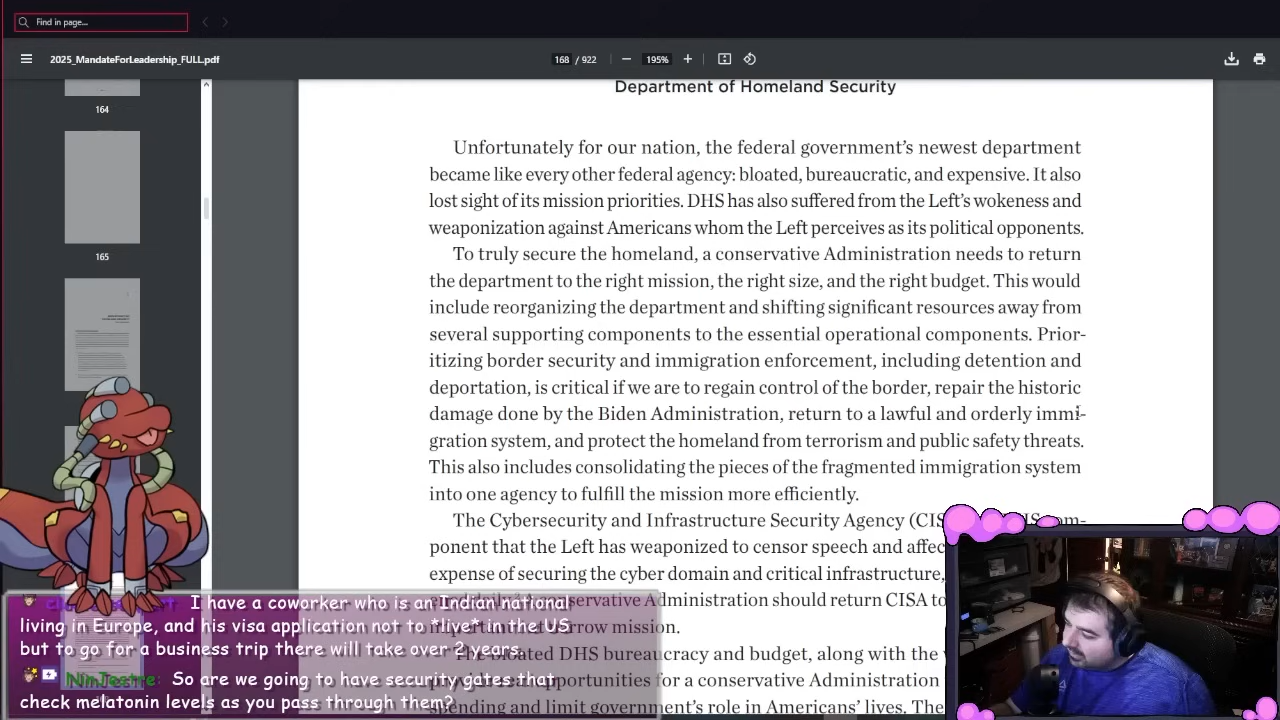 Find in page...
2025_MandateForLeadership_FULL.pdf
168 / 922
195%
164
165
Department of Homeland Security
Unfortunately for our nation, the federal government's newest department
became like every other federal agency: bloated, bureaucratic, and expensive. It also
lost sight of its mission priorities. DHS has also suffered from the Left's wokeness and
weaponization against Americans whom the Left perceives as its political opponents.
To truly secure the homeland, a conservative Administration needs to return
the department to the right mission, the right size, and the right budget. This would
include reorganizing the department and shifting significant resources away from
several supporting components to the essential operational components. Prior-
itizing border security and immigration enforcement, including detention and
deportation, is critical if we are to regain control of the border, repair the historic
damage done by the Biden Administration, return to a lawful and orderly immi-
gration system, and protect the homeland from terrorism and public safety threats.
This also includes consolidating the pieces of the fragmented immigration system
into one agency to fulfill the mission more efficiently.
The Cybersecurity and Infrastructure Security Agency (CIS
ponent that the Left has weaponized to censor speech and affec
expense of securing the cyber domain and critical infrastructure,
servative Administration should return CISA to
row mission.
The bloated DHS bureaucracy and budget, along with the
opportunities for a conservative Administration
spending and limit government's role in Americans' lives. The
I have a coworker who is an Indian national
living in Europe, and his visa application not to *live* in the US
but to go for a business trip there will take over 2 years.
NinJestre: So are we going to have security gates that
check melatonin levels as you pass through them?